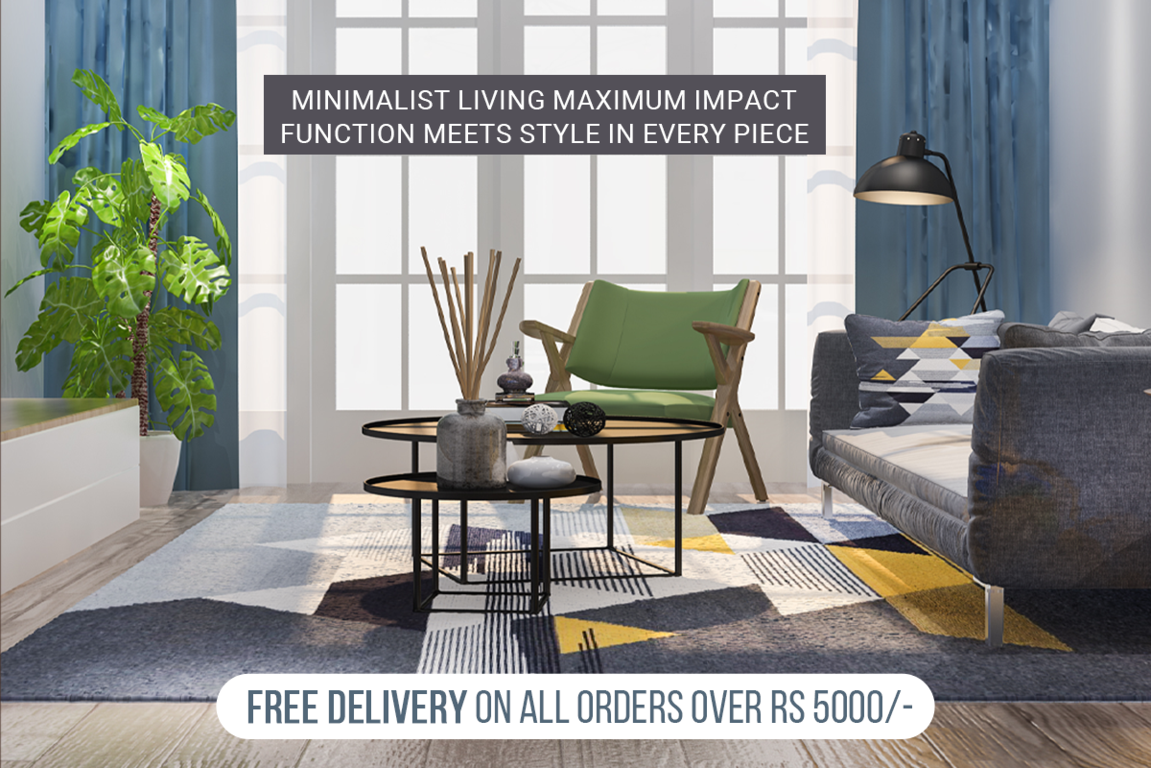 MINIMALIST LIVING MAXIMUM IMPACT
FUNCTION MEETS STYLE IN EVERY PIECE
FREE DELIVERY ON ALL ORDERS OVER RS 5000/-